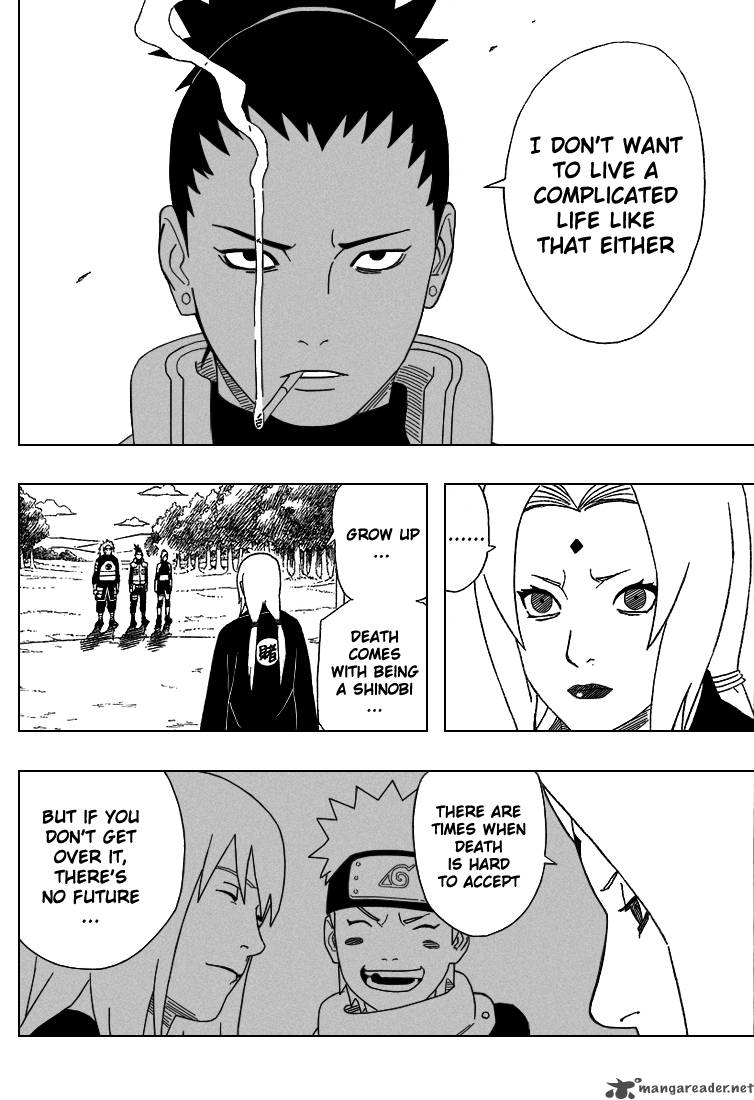 I DON'T WANT
TO LIVE A
COMPLICATED
LIFE LIKE
THAT EITHER
........
GROW UP
...
DEATH
COMES
WITH BEING
A SHINOBI
...
賭
THERE ARE
TIMES WHEN
DEATH
IS HARD
TO ACCEPT
BUT IF YOU
DON'T GET
OVER IT,
THERE'S
NO FUTURE
...
mangareader.net